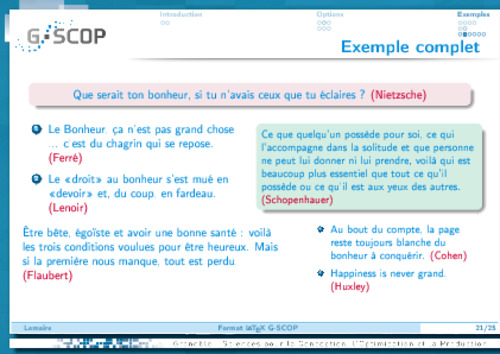 Introduction
Options
Exemples
G·SCOP
Exemple complet
Que serait ton bonheur, si tu n'avais ceux que tu éclaires ? (Nietzsche)
1 Le Bonheur, ça n'est pas grand chose
... c'est du chagrin qui se repose.
(Ferré)
2 Le «droit» au bonheur s'est mué en
«devoir» et, du coup, en fardeau.
(Lenoir)
Ce que quelqu'un possède pour soi, ce qui
l'accompagne dans la solitude et que personne
ne peut lui donner ni lui prendre, voilà qui est
beaucoup plus essentiel que tout ce qu'il
possède ou ce qu'il est aux yeux des autres.
(Schopenhauer)
Être bête, égoïste et avoir une bonne santé : voilà
les trois conditions voulues pour être heureux. Mais
si la première nous manque, tout est perdu.
(Flaubert)
Au bout du compte, la page
reste toujours blanche du
bonheur à conquérir. (Cohen)
Happiness is never grand.
(Huxley)
Lemaire
Format LaTeX G-SCOP
21/25
Grenoble - Sciences pour la Conception, l'Optimisation et la Production